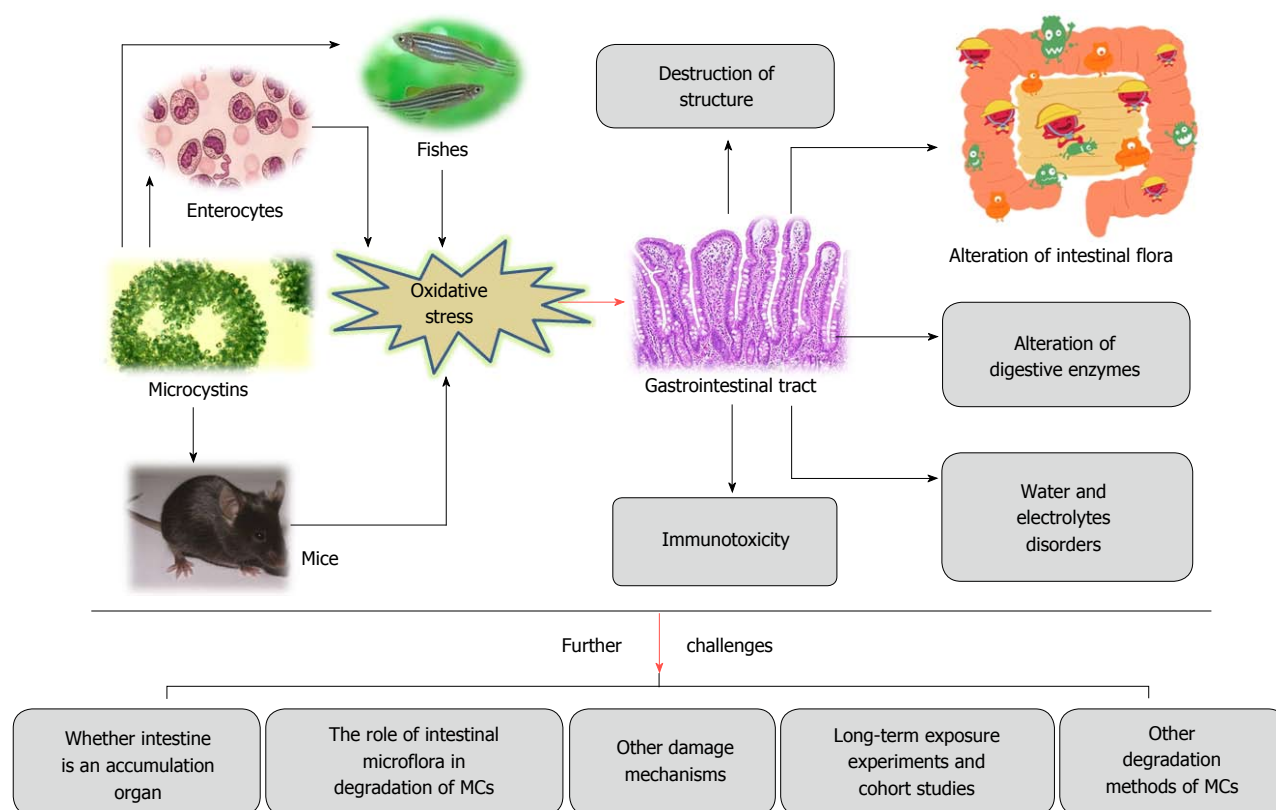 Destruction of
structure
Fishes
Enterocytes
Alteration of intestinal flora
Oxidative
stress
Alteration of
digestive enzymes
Microcystins
Gastrointestinal tract
Water and
electrolytes
disorders
Immunotoxicity
Mice
Further challenges
Whether intestine
is an accumulation
organ
The role of intestinal
microflora in
degradation of MCs
Other damage
mechanisms
Long-term exposure
experiments and
cohort studies
Other
degradation
methods of MCs